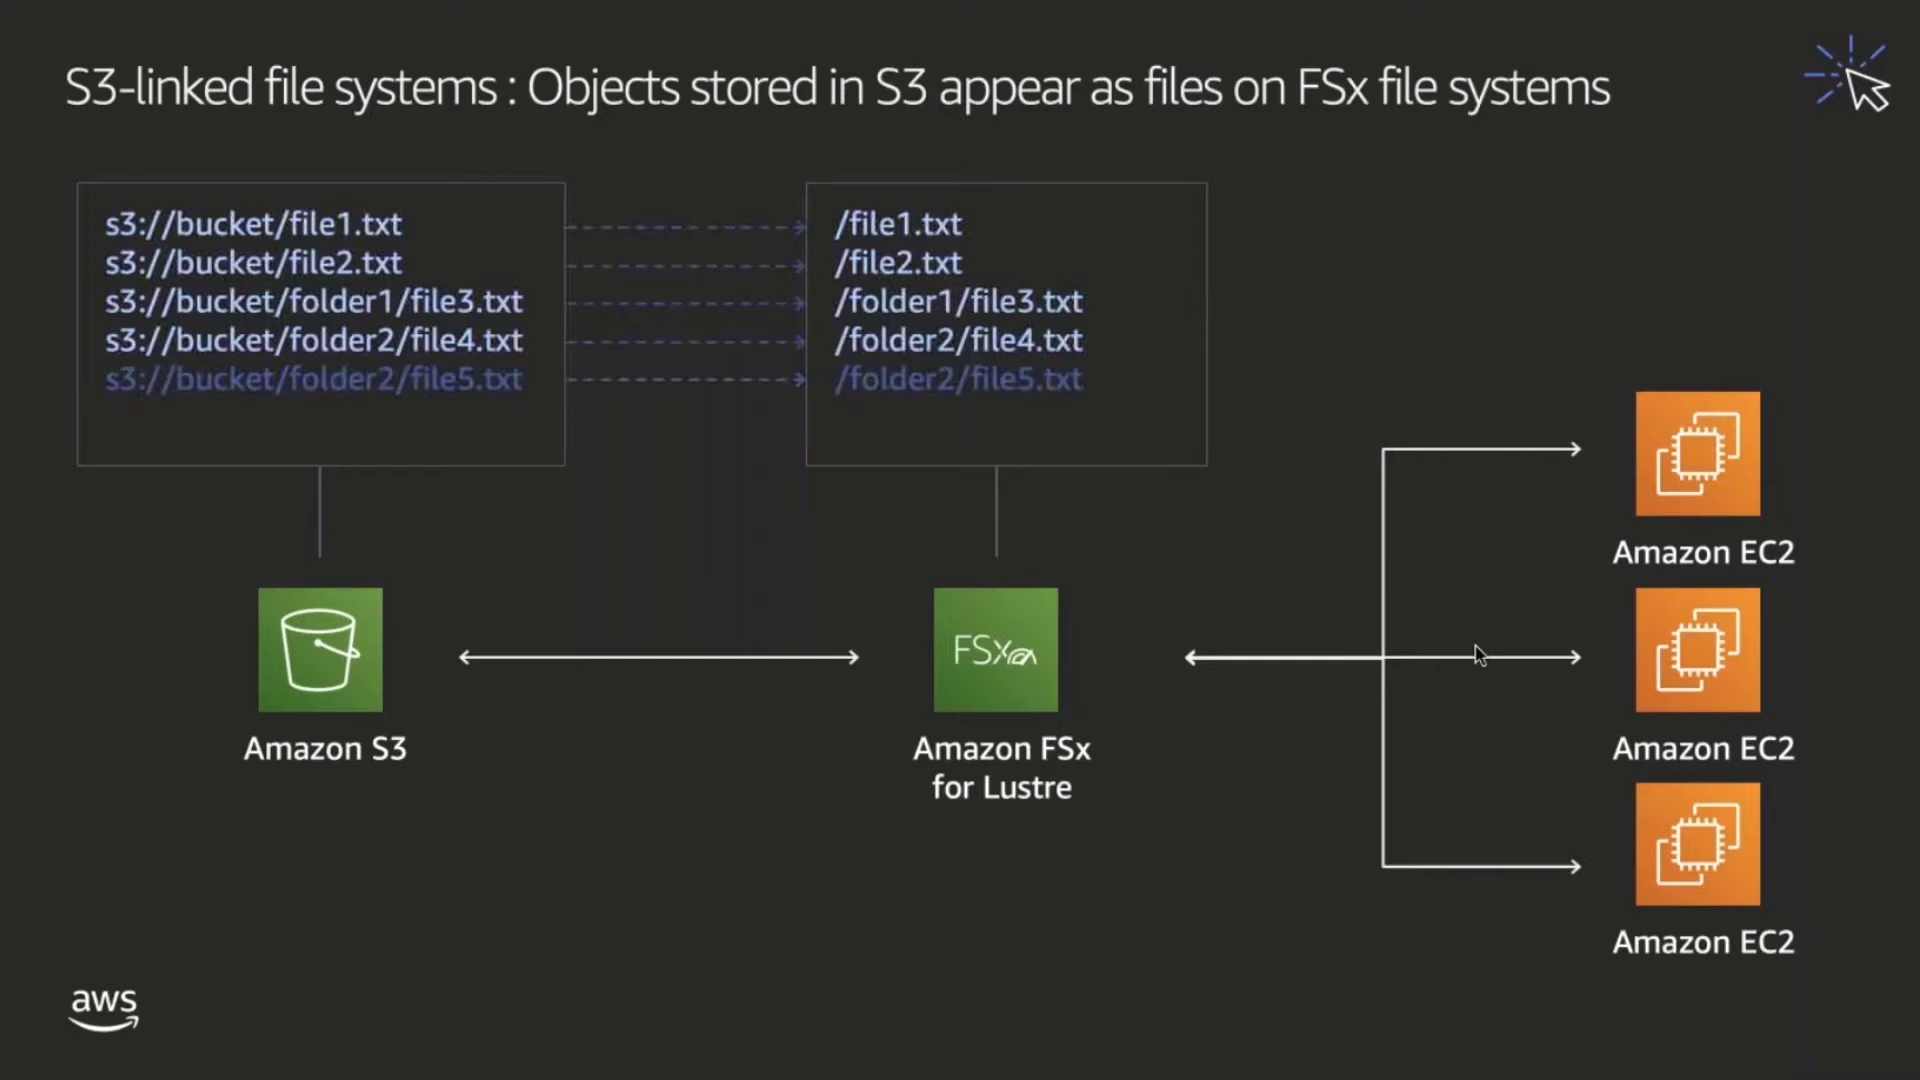 S3-linked file systems : Objects stored in S3 appear as files on FSx file systems
s3://bucket/file1.txt
s3://bucket/file2.txt
s3://bucket/folder1/file3.txt
s3://bucket/folder2/file4.txt
s3://bucket/folder2/file5.txt
/file1.txt
/file2.txt
/folder1/file3.txt
/folder2/file4.txt
/folder2/file5.txt
Amazon S3
FSx
Amazon FSx
for Lustre
Amazon EC2
Amazon EC2
Amazon EC2
aws